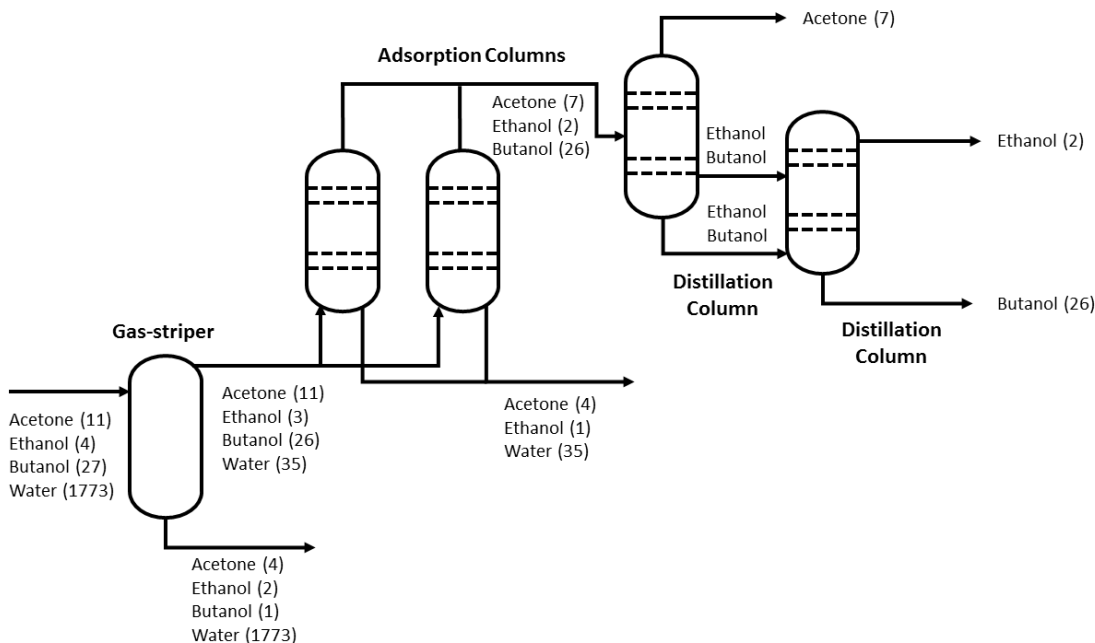 Acetone (7)
Adsorption Columns
Acetone (7)
Ethanol (2)
Butanol (26)
Ethanol
Butanol
Ethanol (2)
Ethanol
Butanol
Distillation
Column
Butanol (26)
Distillation
Column
Gas-striper
Acetone (11)
Ethanol (4)
Butanol (27)
Water (1773)
Acetone (11)
Ethanol (3)
Butanol (26)
Water (35)
Acetone (4)
Ethanol (1)
Water (35)
Acetone (4)
Ethanol (2)
Butanol (1)
Water (1773)